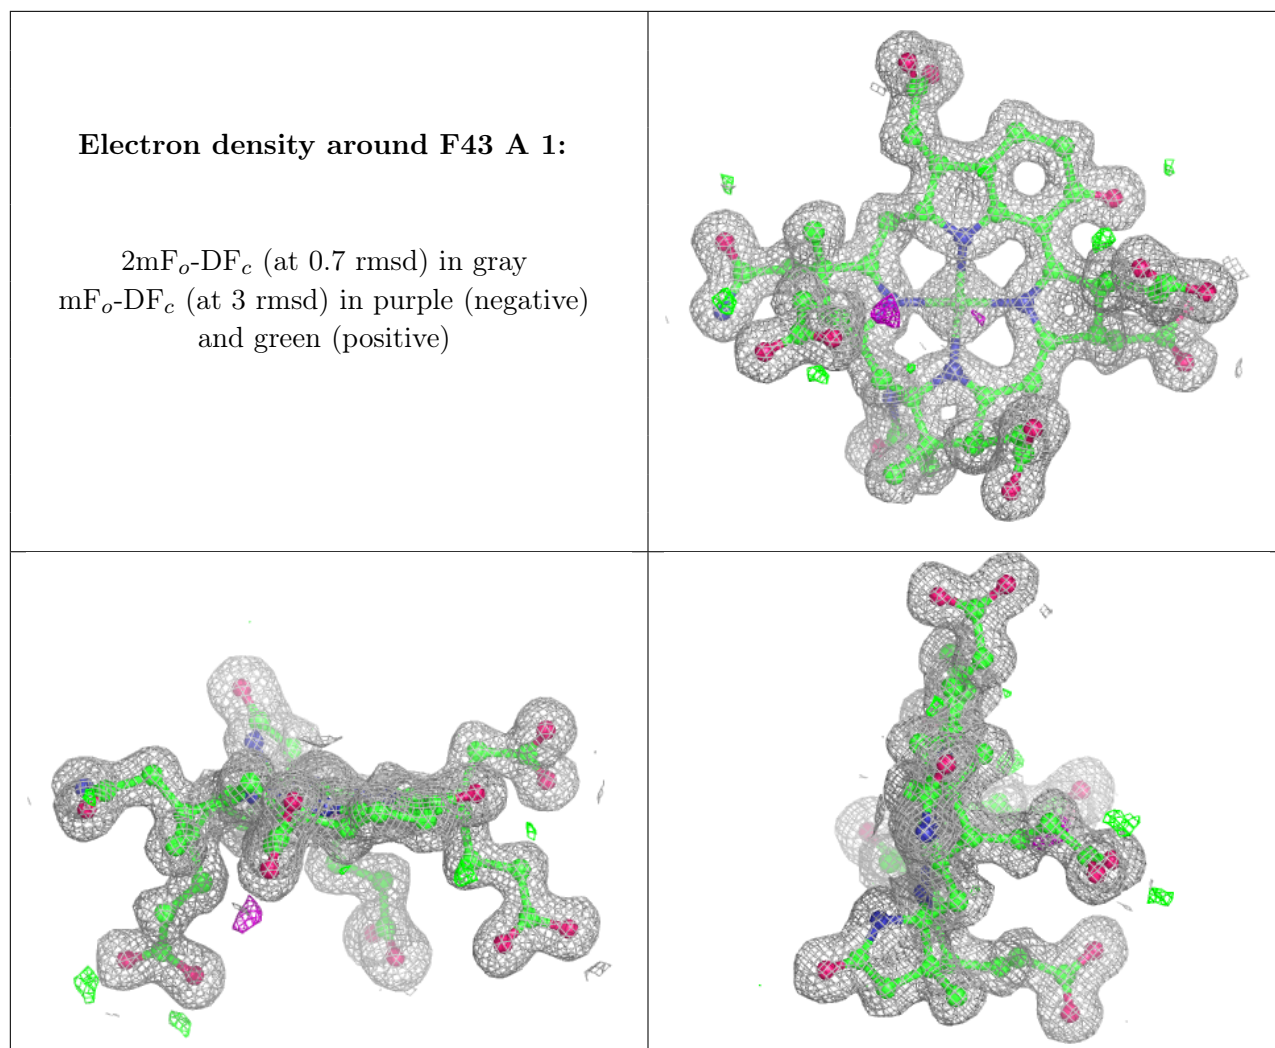 Electron density around F43 A 1:
2mFo-DFc (at 0.7 rmsd) in gray
mFo-DFc (at 3 rmsd) in purple (negative)
and green (positive)